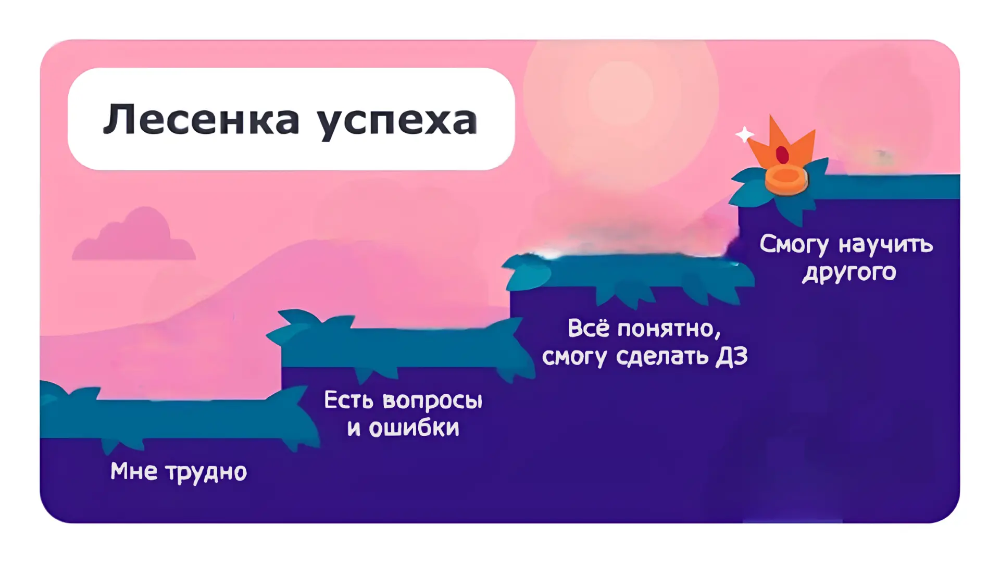 Лесенка успеха
Смогу научить
другого
Всё понятно,
смогу сделать ДЗ
Есть вопросы
и ошибки
Мне трудно